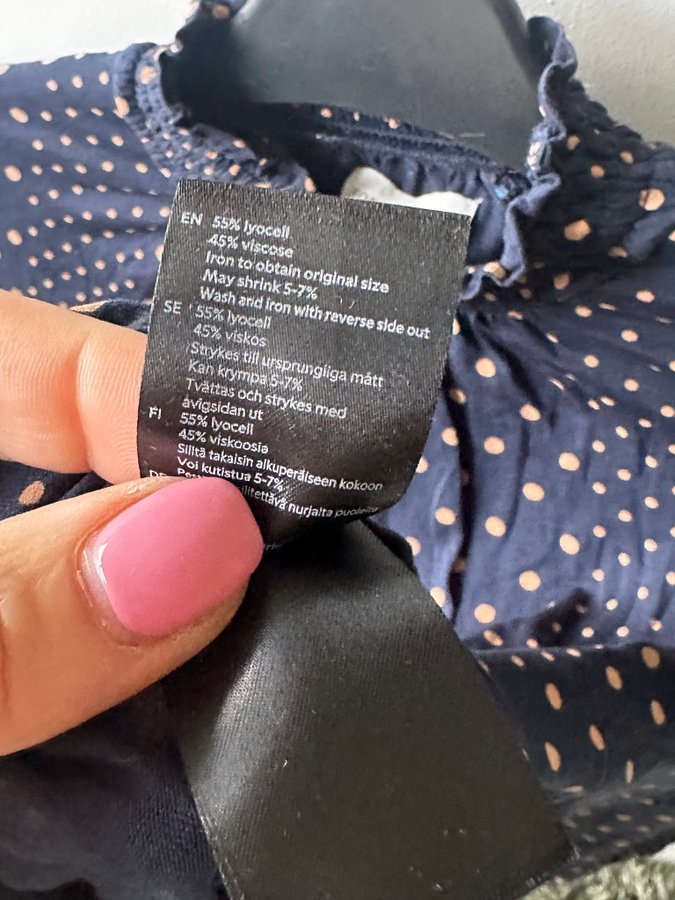 EN 55% lyocell
45% viscose
Iron to obtain original size
May shrink 5-7%
Wash and iron with reverse side out
SE 55% lyocell
45% viskos
Strykes till ursprungliga mått
Kan krympa 5-7%
Tvättas och strykes med
avigsidan ut
FI 55% lyocell
45% viskoosia
Silitä takaisin alkuperäiseen kokoon
Voi kutistua 5-7%
nurjalta